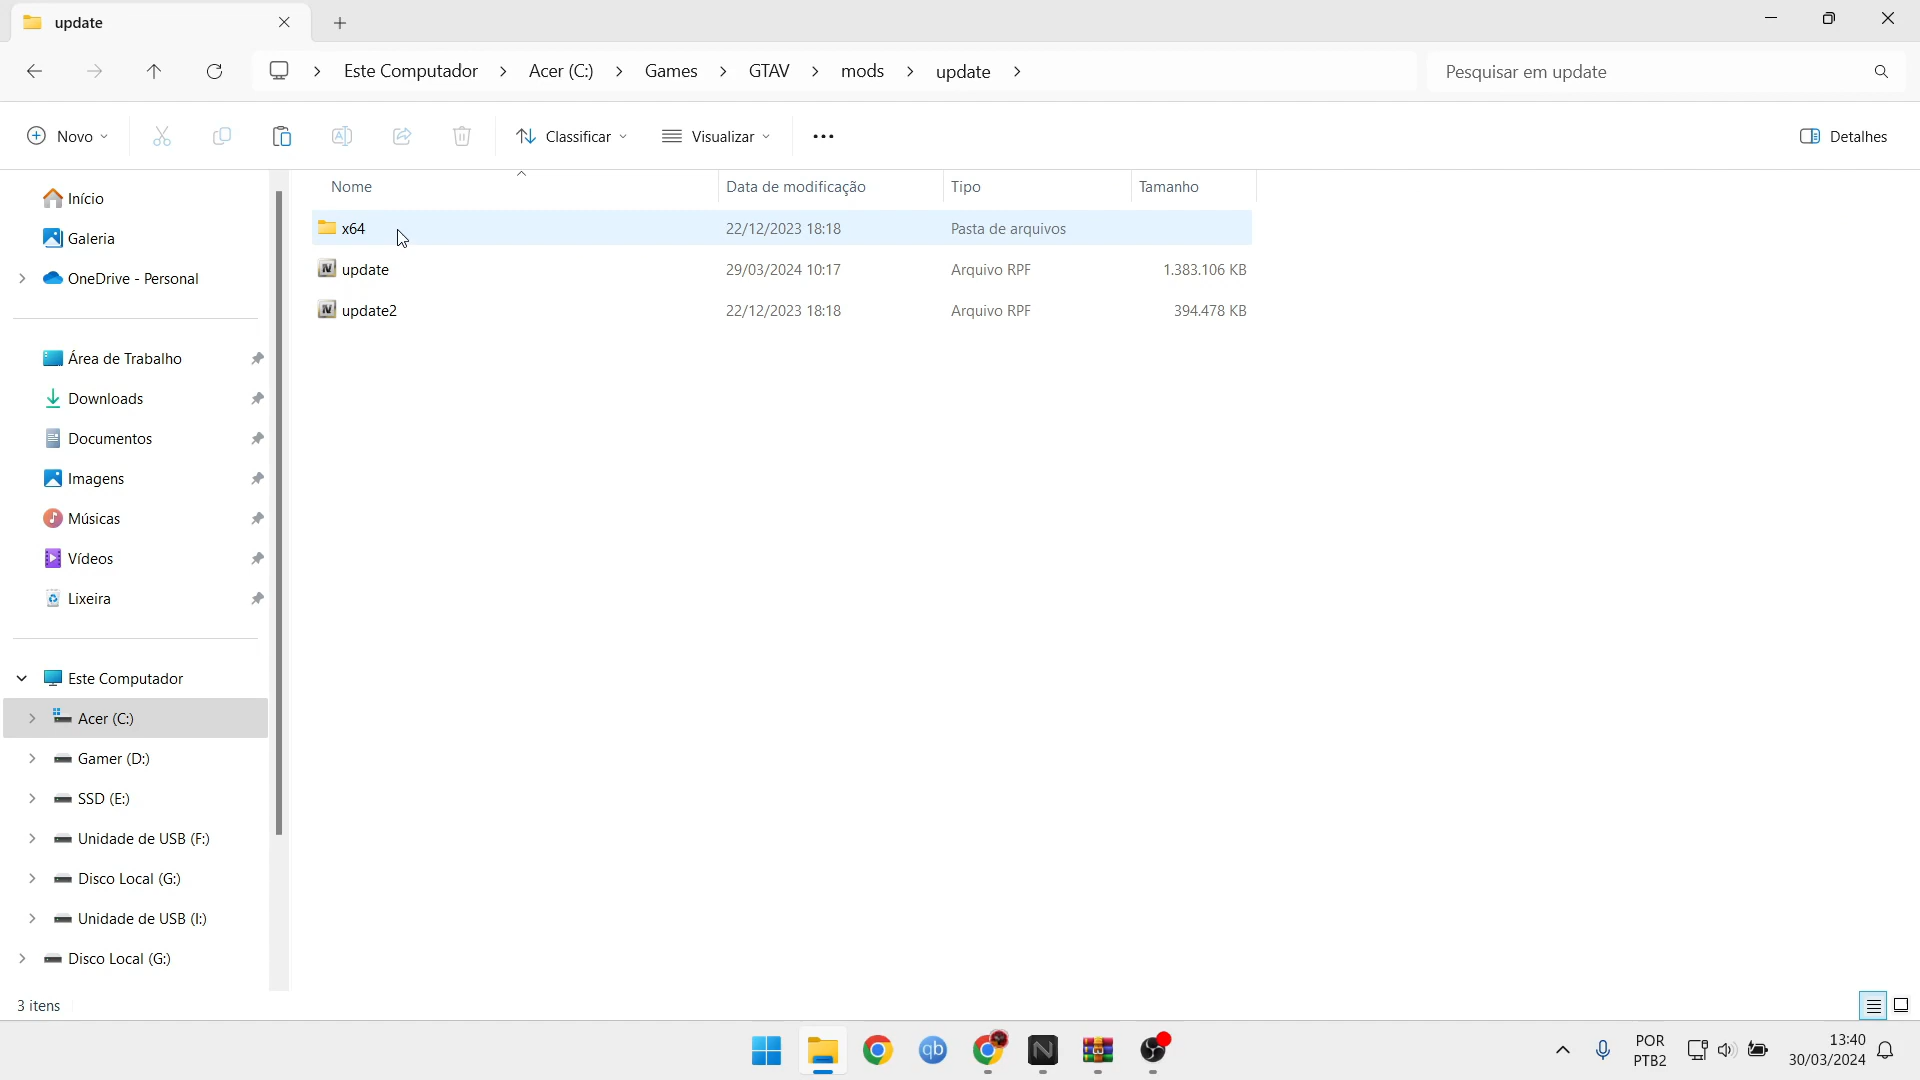 update
Este Computador > Acer (C:) > Games > GTAV > mods > update >
Pesquisar em update
Novo
Classificar
Visualizar
Detalhes
Nome Data de modificação Tipo Tamanho
x64 22/12/2023 18:18 Pasta de arquivos
update 29/03/2024 10:17 Arquivo RPF 1.383.106 KB
update2 22/12/2023 18:18 Arquivo RPF 394.478 KB
Início
Galeria
OneDrive - Personal
Área de Trabalho
Downloads
Documentos
Imagens
Músicas
Vídeos
Lixeira
Este Computador
Acer (C:)
Gamer (D:)
SSD (E:)
Unidade de USB (F:)
Disco Local (G:)
Unidade de USB (I:)
Disco Local (G:)
3 itens
qb
POR
PTB2
13:40
30/03/2024